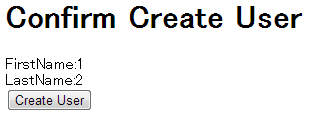 Confirm Create User
FirstName:1
LastName:2
Create User